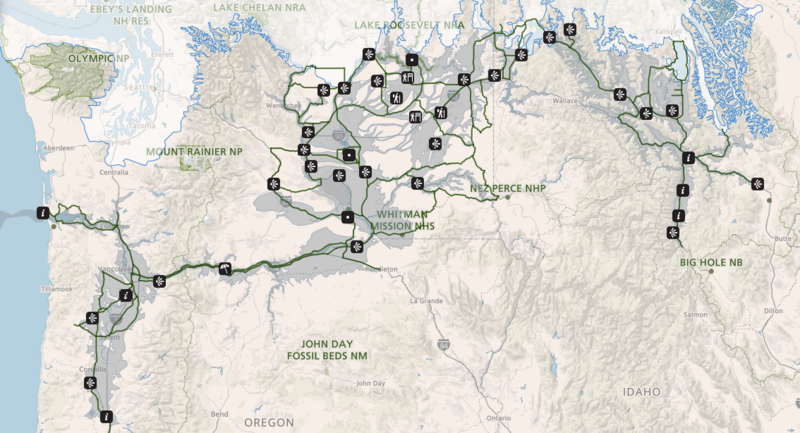 EBEY'S LANDING
NH RES
LAKE CHELAN NRA
LAKE ROOSEVELT NRA
Kalispell
OLYMPIC NP
Everett
Seattle
Tacoma
Wenatchee
Wallace
Aberdeen
MOUNT RAINIER NP
Centralia
NEZ PERCE NHP
WHITMAN
MISSION NHS
Vancouver
Pendleton
BIG HOLE NB
Butte
Tillamook
La Grande
Salmon
Dillon
JOHN DAY
FOSSIL BEDS NM
Corvallis
John Day
IDAHO
Bend
OREGON
Ontario